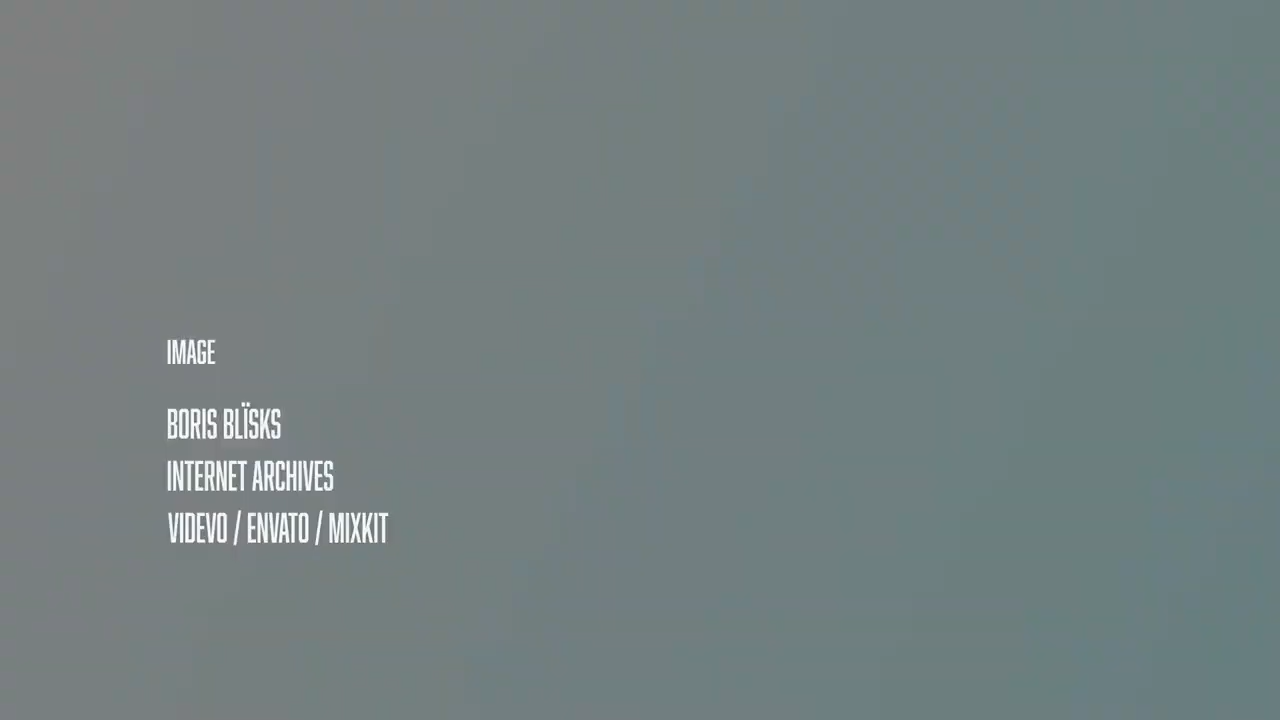 IMAGE
BORIS BLÏSKS
INTERNET ARCHIVES
VIDEVO / ENVATO / MIXKIT